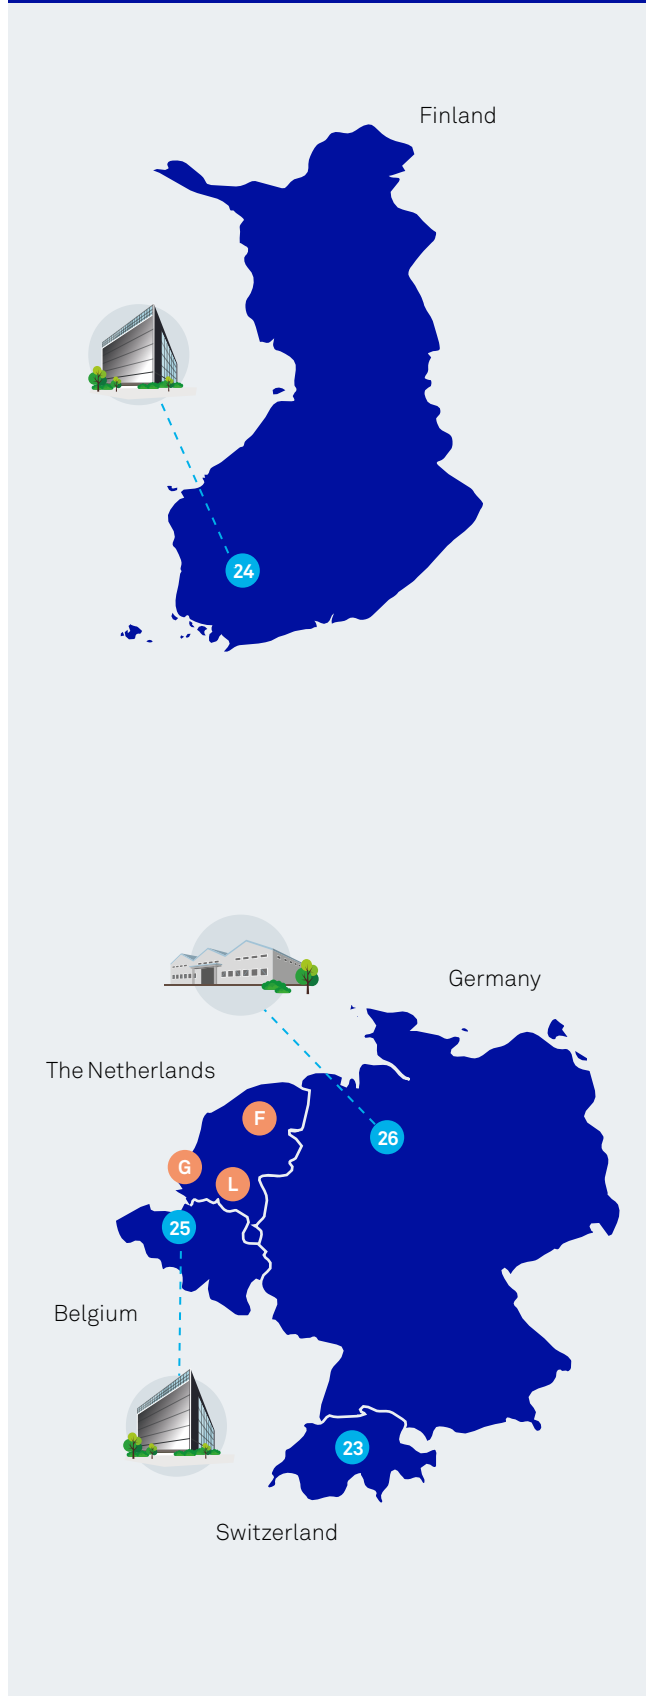 Finland
24
Germany
The Netherlands
F
26
G
L
25
Belgium
23
Switzerland